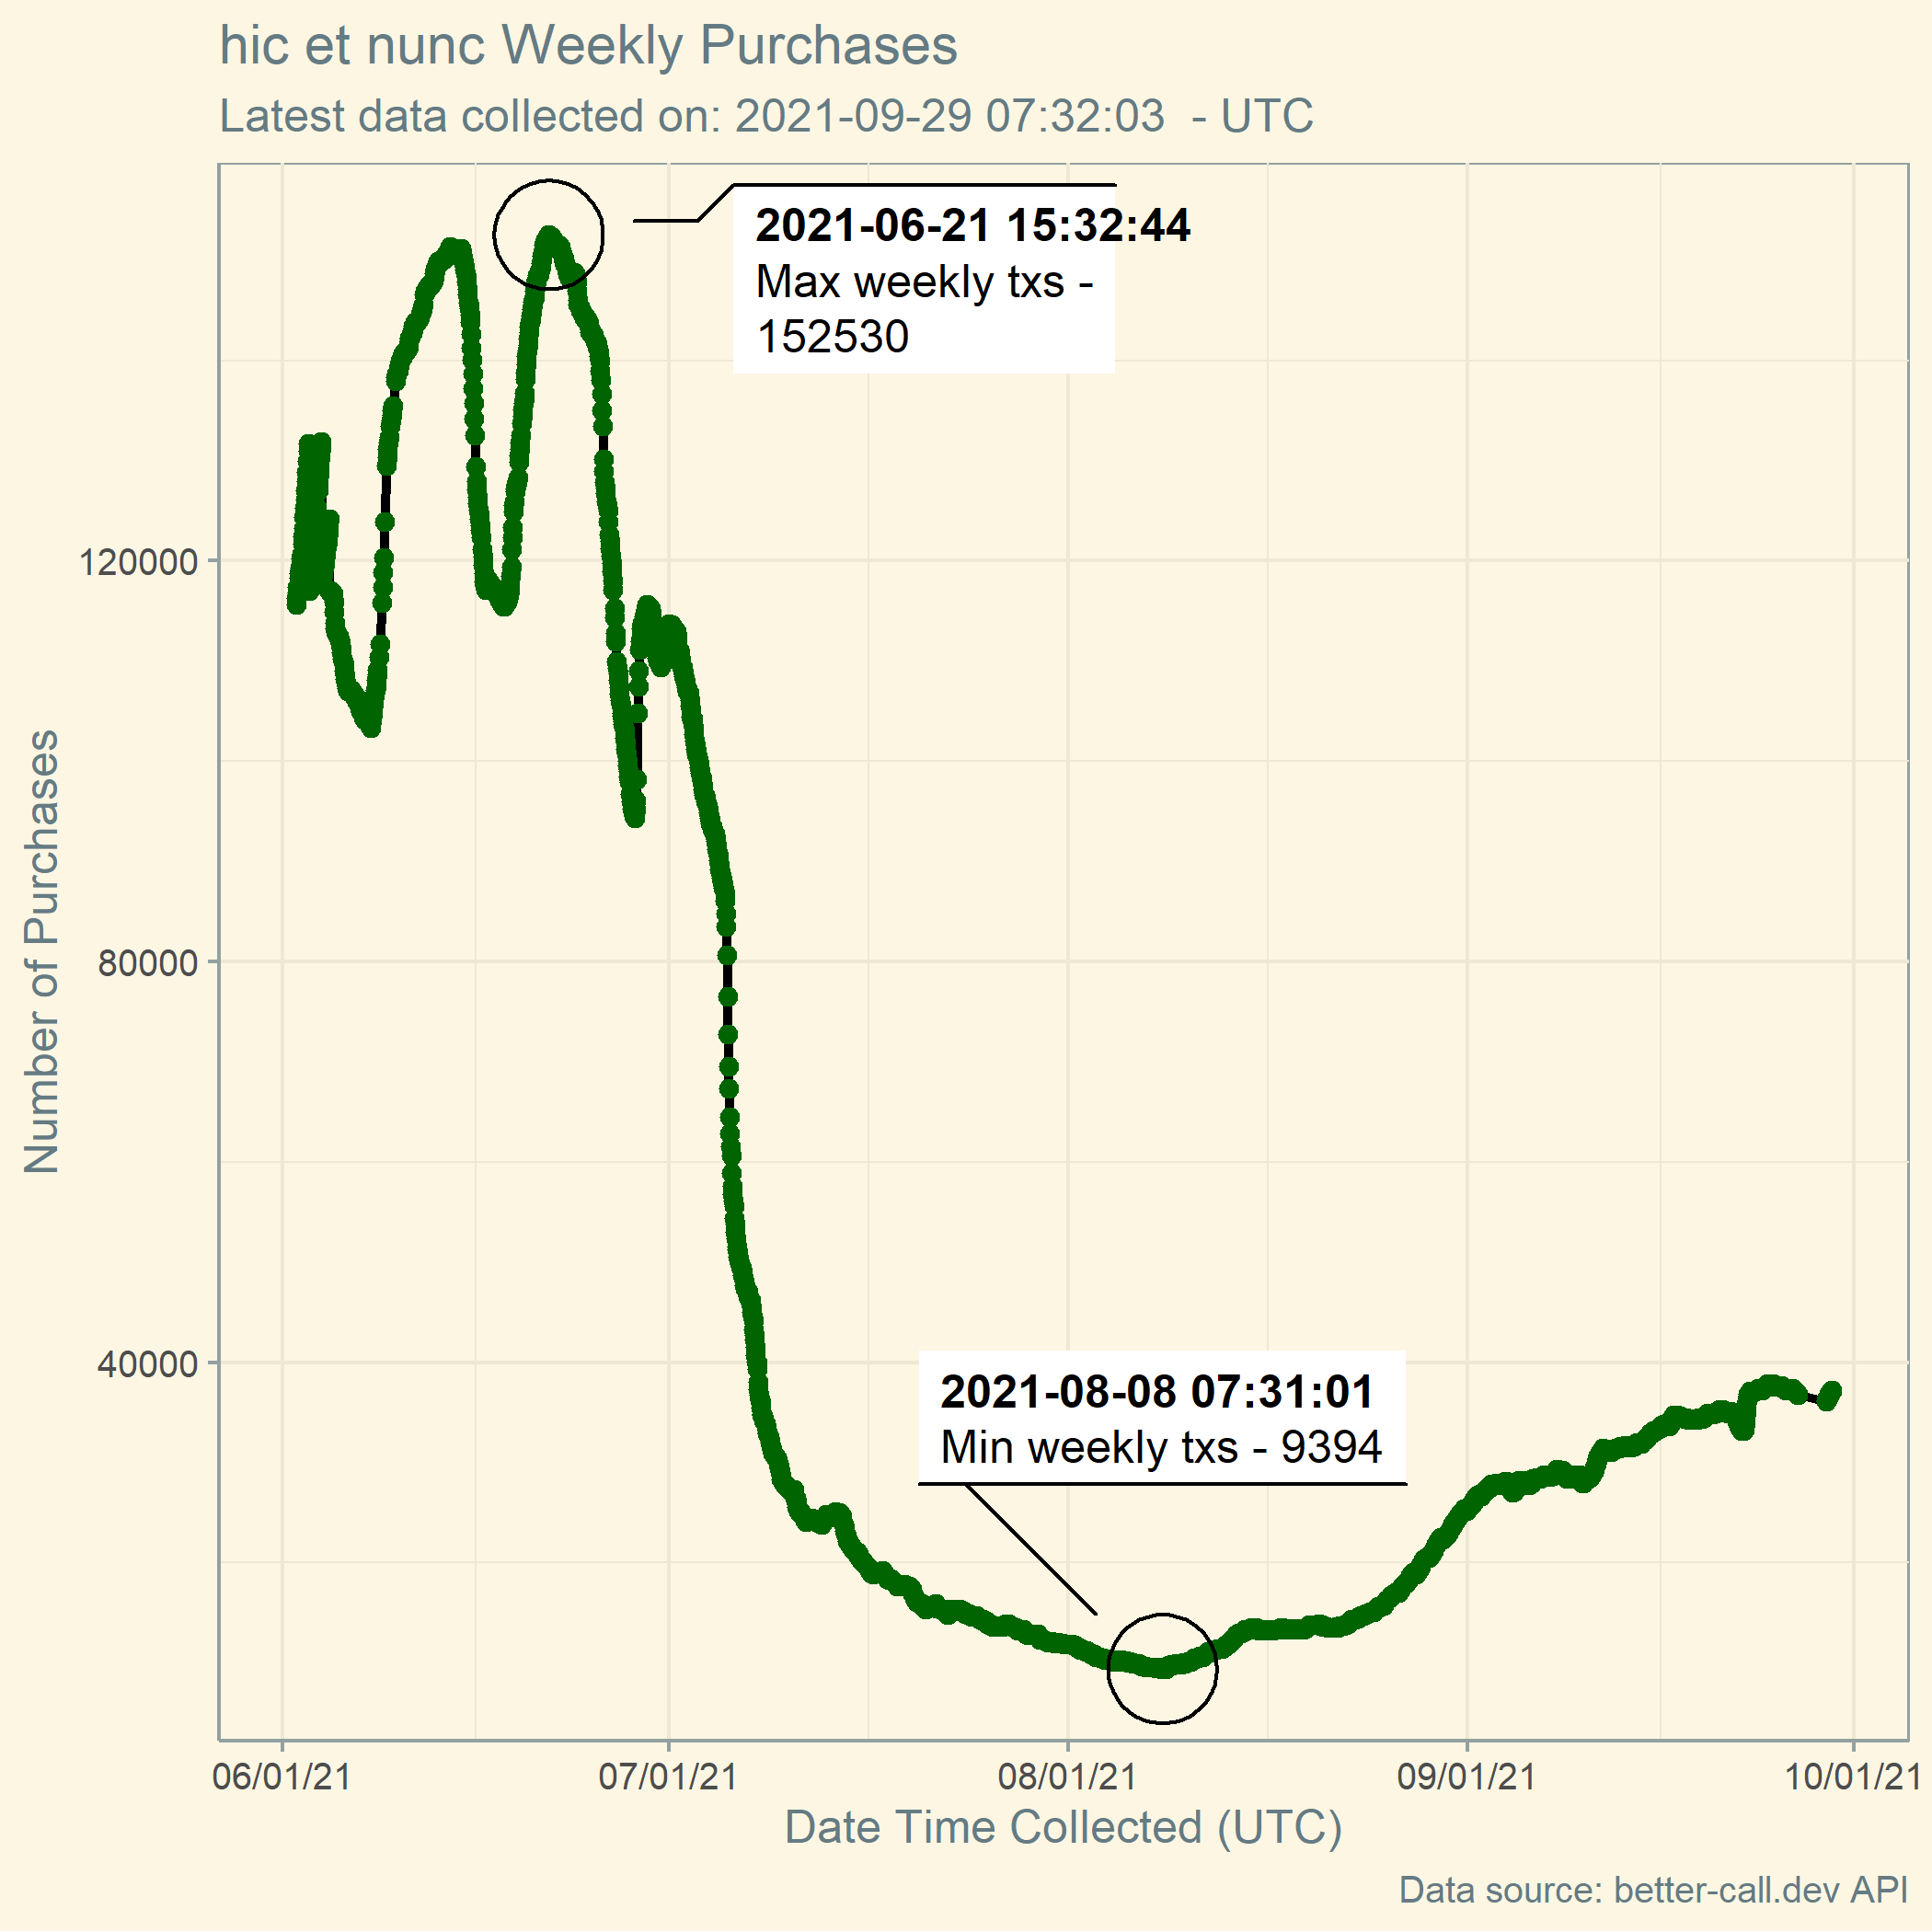 hic et nunc Weekly Purchases
Latest data collected on: 2021-09-29 07:32:03  - UTC
2021-06-21 15:32:44
Max weekly txs -
152530
120000
80000
40000
Number of Purchases
2021-08-08 07:31:01
Min weekly txs - 9394
06/01/21
07/01/21
08/01/21
09/01/21
10/01/21
Date Time Collected (UTC)
Data source: better-call.dev API